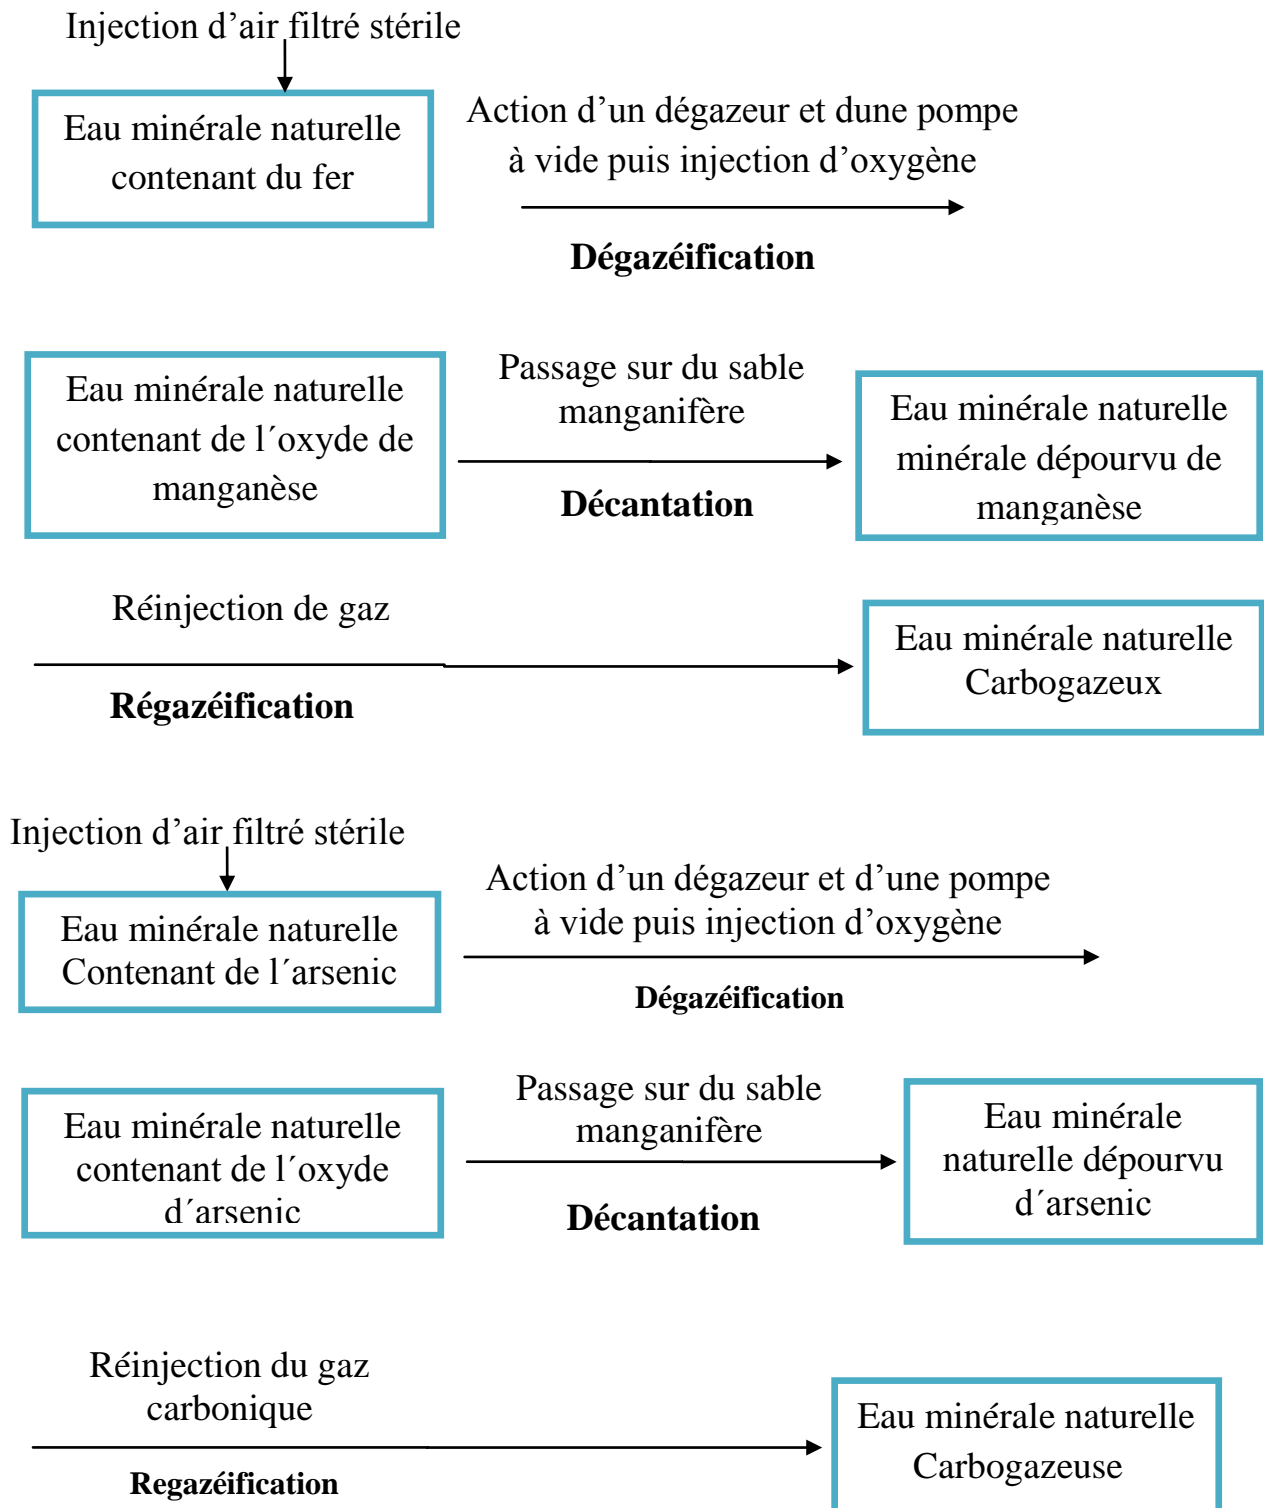 Injection d’air filtré stérile
Eau minérale naturelle
contenant du fer
Action d’un dégazeur et dune pompe
à vide puis injection d’oxygène
Dégazéification
Eau minérale naturelle
contenant de l´oxyde de
manganèse
Passage sur du sable
manganifère
Décantation
Eau minérale naturelle
minérale dépourvu de
manganèse
Réinjection de gaz
Régazéification
Eau minérale naturelle
Carbogazeux
Injection d’air filtré stérile
Eau minérale naturelle
Contenant de l´arsenic
Action d’un dégazeur et d’une pompe
à vide puis injection d’oxygène
Dégazéification
Eau minérale naturelle
contenant de l´oxyde
d´arsenic
Passage sur du sable
manganifère
Décantation
Eau minérale
naturelle dépourvu
d´arsenic
Réinjection du gaz
carbonique
Regazéification
Eau minérale naturelle
Carbogazeuse